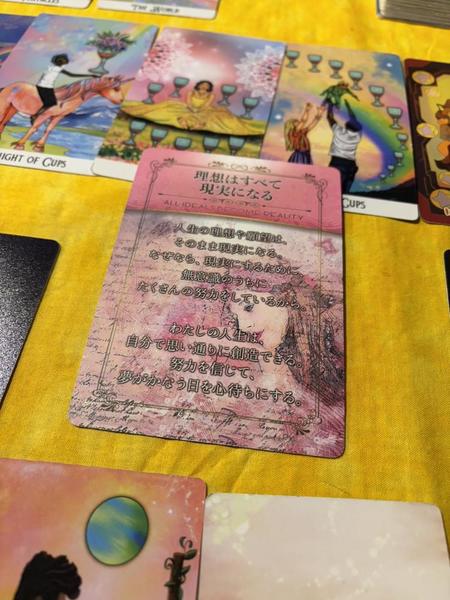 THE WORLD
NIGHT OF CUPS
CUPS
理想はすべて
現実になる
ALL IDEALS BECOME REALITY
人生の理想や願望は、
そのまま現実になる。
なぜなら、現実にするために
無意識のうちに
たくさんの努力をしているから。
わたしの人生は、
自分で思い通りに創造できる。
努力を信じて、
夢がかなう日を心待ちにする。